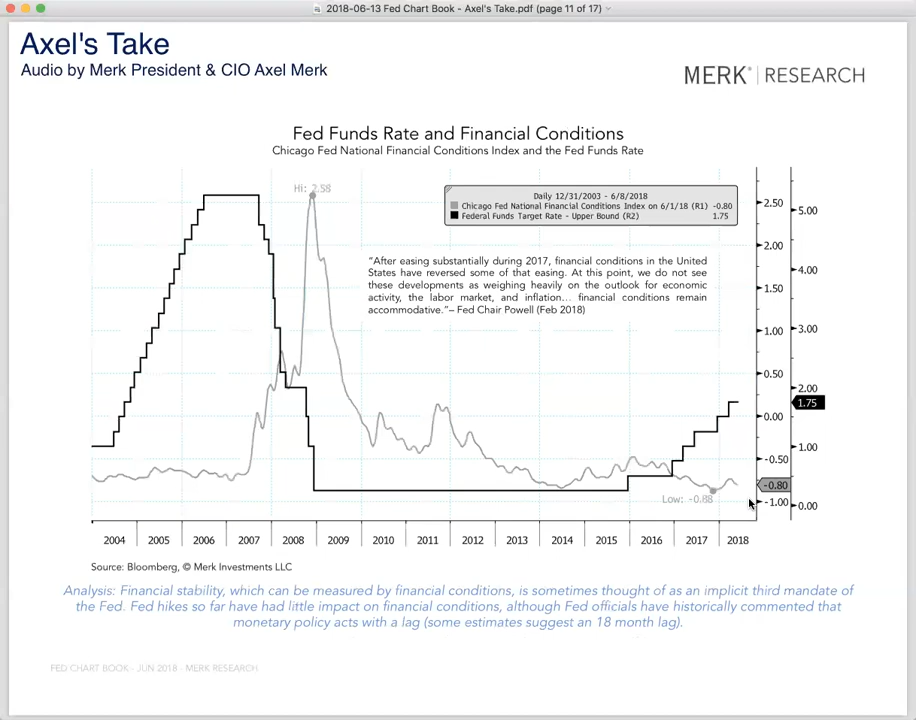 2018-06-13 Fed Chart Book - Axel's Take.pdf (page 11 of 17)
Axel's Take
Audio by Merk President & CIO Axel Merk
MERK® | RESEARCH
Fed Funds Rate and Financial Conditions
Chicago Fed National Financial Conditions Index and the Fed Funds Rate
Hi: 2.58
Daily 12/31/2003 - 6/8/2018
Chicago Fed National Financial Conditions Index on 6/1/18 (R1) -0.80
Federal Funds Target Rate - Upper Bound (R2) 1.75
"After easing substantially during 2017, financial conditions in the United
States have reversed some of that easing. At this point, we do not see
these developments as weighing heavily on the outlook for economic
activity, the labor market, and inflation... financial conditions remain
accommodative."– Fed Chair Powell (Feb 2018)
2.50
2.00
1.50
1.00
0.50
0.00
-0.50
-0.80
-1.00
5.00
4.00
3.00
2.00
1.75
1.00
0.00
Low: -0.88
2004 2005 2006 2007 2008 2009 2010 2011 2012 2013 2014 2015 2016 2017 2018
Source: Bloomberg, © Merk Investments LLC
Analysis: Financial stability, which can be measured by financial conditions, is sometimes thought of as an implicit third mandate of
the Fed. Fed hikes so far have had little impact on financial conditions, although Fed officials have historically commented that
monetary policy acts with a lag (some estimates suggest an 18 month lag).
FED CHART BOOK - JUN 2018 - MERK RESEARCH